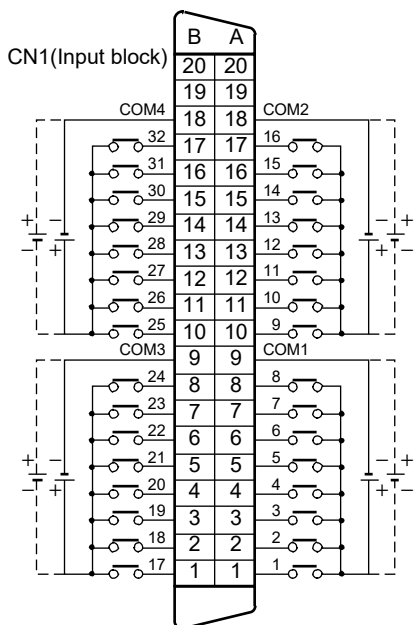 B A
CN1(Input block) 20 20
19 19
COM4 18 18 COM2
32 17 17 16
31 16 16 15
30 15 15 14
+ − 29 14 14 13 − +
− + 28 13 13 12 + −
27 12 12 11
26 11 11 10
25 10 10 9
COM3 9 9 COM1
24 8 8 8
23 7 7 7
22 6 6 6
+ − 21 5 5 5 − +
− + 20 4 4 4 + −
19 3 3 3
18 2 2 2
17 1 1 1